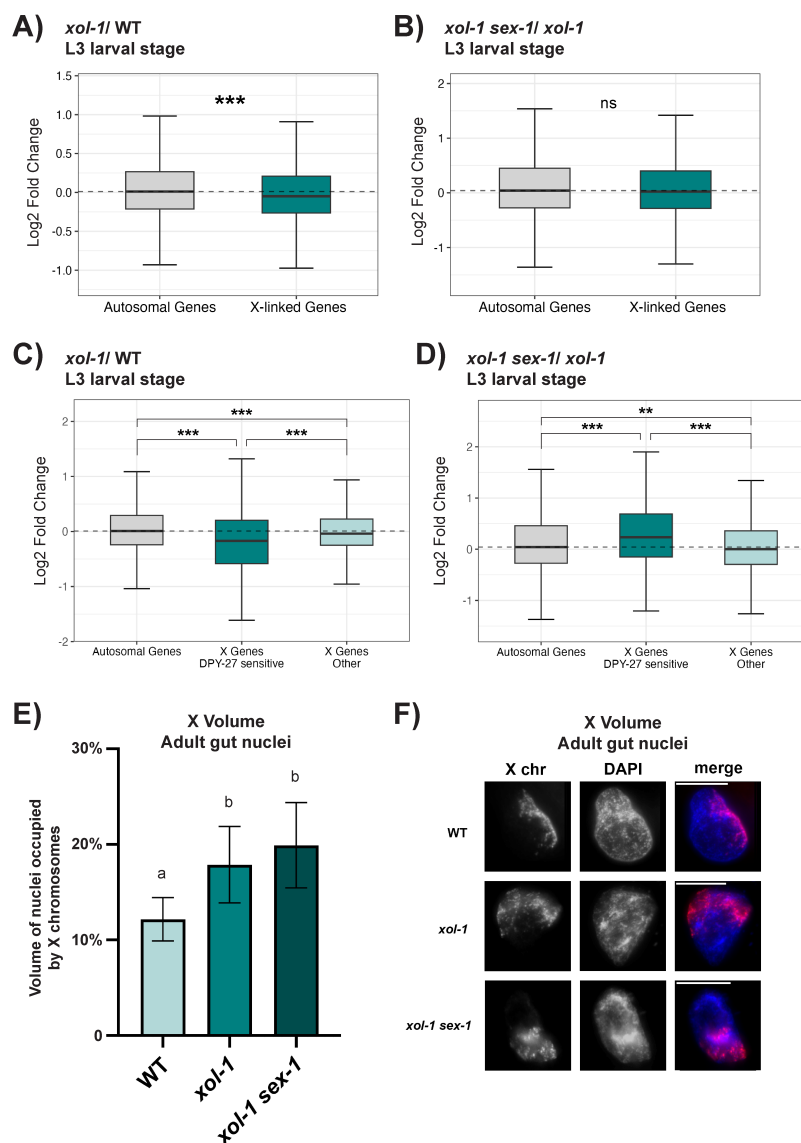 A)
xol-1/ WT
L3 larval stage
Log2 Fold Change
1.5
1.0
0.5
0.0
-0.5
-1.0
***
Autosomal Genes
X-linked Genes
B)
xol-1 sex-1/ xol-1
L3 larval stage
Log2 Fold Change
2
1
0
-1
ns
Autosomal Genes
X-linked Genes
C)
xol-1/ WT
L3 larval stage
Log2 Fold Change
2
1
0
-1
-2
***
*** ***
Autosomal Genes
X Genes
DPY-27 sensitive
X Genes
Other
D)
xol-1 sex-1/ xol-1
L3 larval stage
Log2 Fold Change
2
1
0
-1
**
*** ***
Autosomal Genes
X Genes
DPY-27 sensitive
X Genes
Other
E)
X Volume
Adult gut nuclei
Volume of nuclei occupied
by X chromosomes
30%
20%
10%
0
a
b
b
WT
xol-1
xol-1 sex-1
F)
X Volume
Adult gut nuclei
X chr DAPI merge
WT
xol-1
xol-1 sex-1